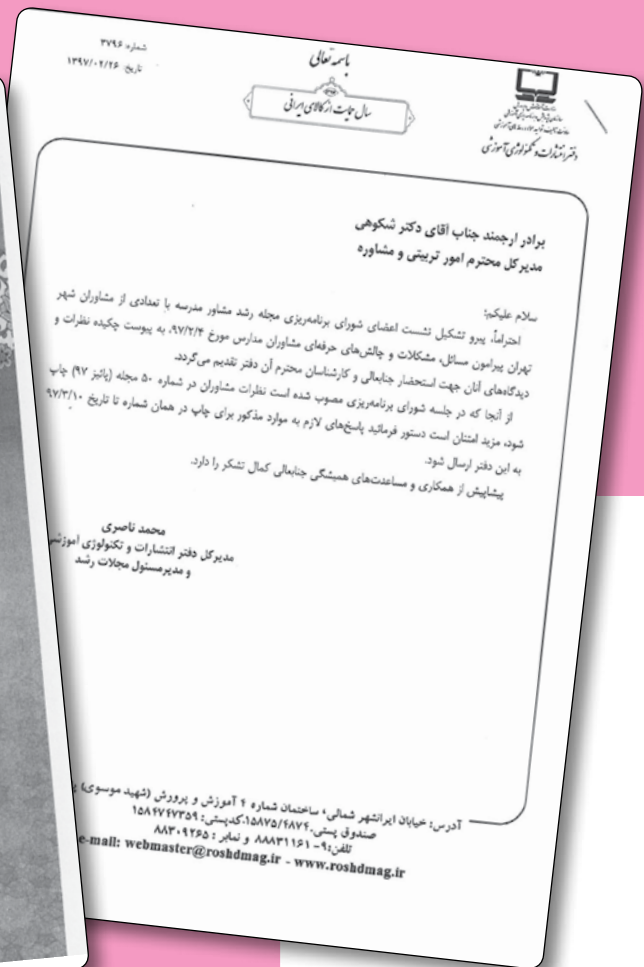 باسمه تعالی
شماره: ۳۷۹۶
تاریخ: ۱۳۹۷/۰۲/۲۶
سال حمایت از کالای ایرانی
دفتر انتشارات و تکنولوژی آموزشی
برادر ارجمند جناب آقای دکتر شکوهی
مدیرکل محترم امور تربیتی و مشاوره
سلام علیکم؛
احتراماً، پیرو تشکیل نشست اعضای شورای برنامه‌ریزی مجله رشد مشاور مدرسه با تعدادی از مشاوران شهر
تهران پیرامون مسائل، مشکلات و چالش‌های حرفه‌ای مشاوران مدارس مورخ ۹۷/۲/۴، به پیوست چکیده نظرات و
دیدگاه‌های آنان جهت استحضار جنابعالی و کارشناسان محترم آن دفتر تقدیم می‌گردد.
از آنجا که در جلسه شورای برنامه‌ریزی مصوب شده است نظرات مشاوران در شماره ۵۰ مجله (پائیز ۹۷) چاپ
شود، مزید امتنان است دستور فرمائید پاسخ‌های لازم به موارد مذکور برای چاپ در همان شماره تا تاریخ ۹۷/۳/۱۰
به این دفتر ارسال شود.
پیشاپیش از همکاری و مساعدت‌های همیشگی جنابعالی کمال تشکر را دارد.
محمد ناصری
مدیرکل دفتر انتشارات و تکنولوژی آموزشی
و مدیرمسئول مجلات رشد
آدرس: خیابان ایرانشهر شمالی، ساختمان شماره ۴ آموزش و پرورش (شهید موسوی)
صندوق پستی: ۱۵۸۷۵/۶۸۷۴ کدپستی: ۱۵۸۴۷۴۷۳۵۹
تلفن: ۹-۸۸۸۳۱۱۶۱ و نمابر: ۸۸۳۰۹۲۶۵
e-mail: webmaster@roshdmag.ir - www.roshdmag.ir